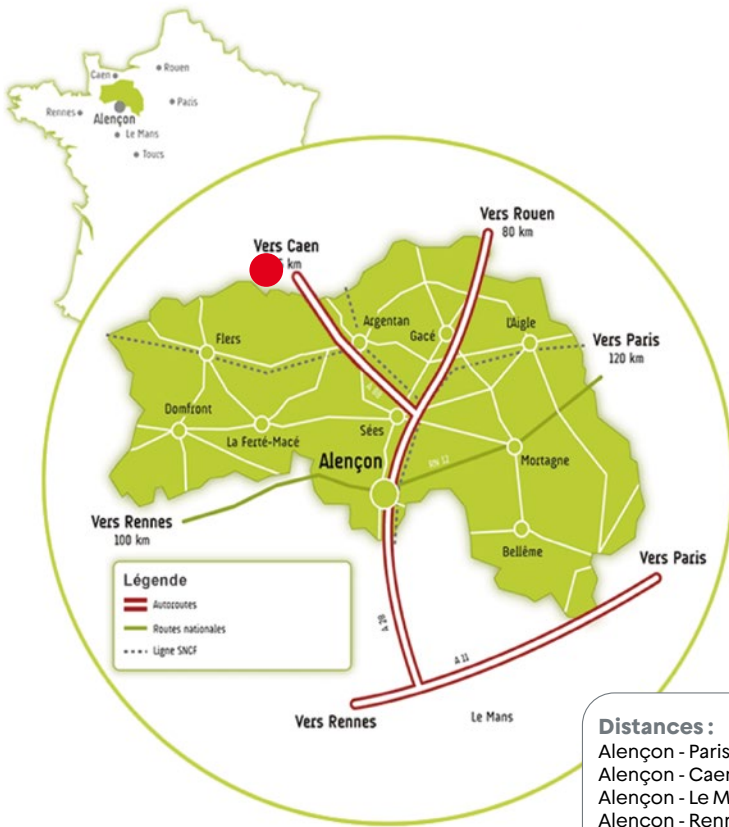 Caen
Rouen
Rennes
Paris
Alençon
Le Mans
Tours
Vers Rouen
80 km
Vers Caen
km
Argentan
Gacé
L'Aigle
Vers Paris
120 km
Flers
A 88
Domfront
La Ferté-Macé
Sées
Alençon
RN 12
Mortagne
Vers Rennes
100 km
Bellême
Vers Paris
Légende
Autoroutes
Routes nationales
Ligne SNCF
A 28
A 11
Vers Rennes
Le Mans
Distances :
Alençon - Paris
Alençon - Caen
Alençon - Le M
Alençon - Renn